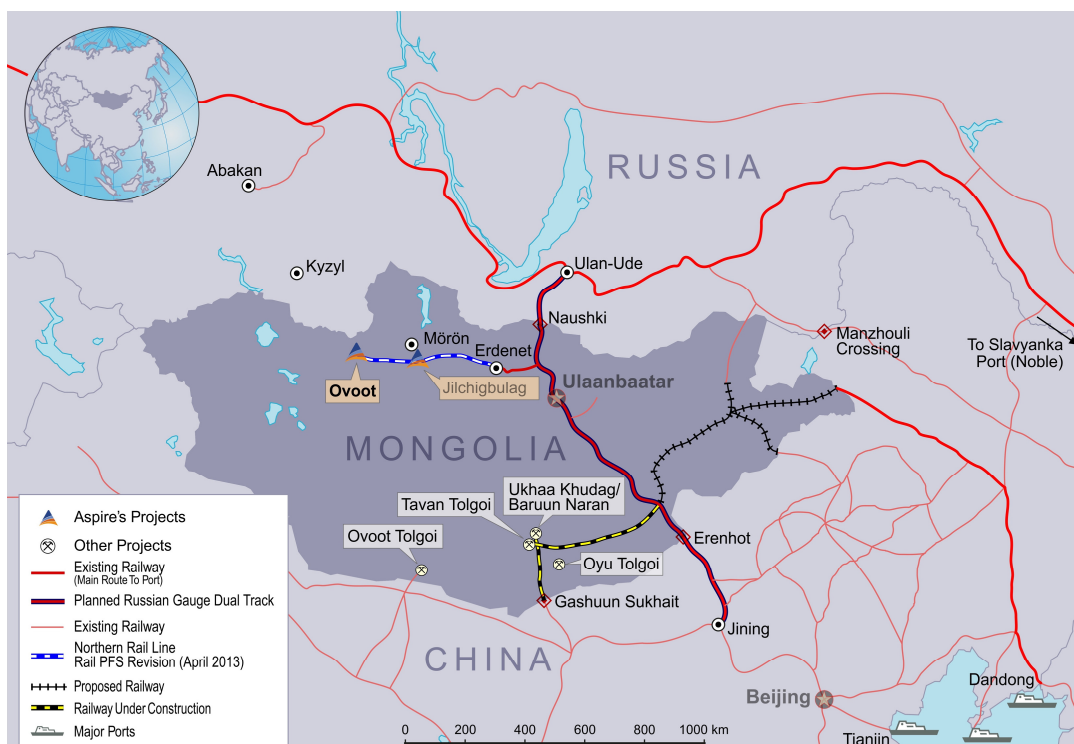 RUSSIA
Abakan
Kyzyl
Ulan-Ude
Naushki
Manzhouli
Crossing
To Slavyanka
Port (Noble)
Mörön
Erdenet
Ovoot
Jilchigbulag
Ulaanbaatar
MONGOLIA
Ukhaa Khudag/
Baruun Naran
Tavan Tolgoi
Ovoot Tolgoi
Oyu Tolgoi
Erenhot
Gashuun Sukhait
Jining
CHINA
Beijing
Dandong
Tianjin
Aspire's Projects
Other Projects
Existing Railway
(Main Route To Port)
Planned Russian Gauge Dual Track
Existing Railway
Northern Rail Line
Rail PFS Revision (April 2013)
Proposed Railway
Railway Under Construction
Major Ports
0 200 400 600 800 1000 km